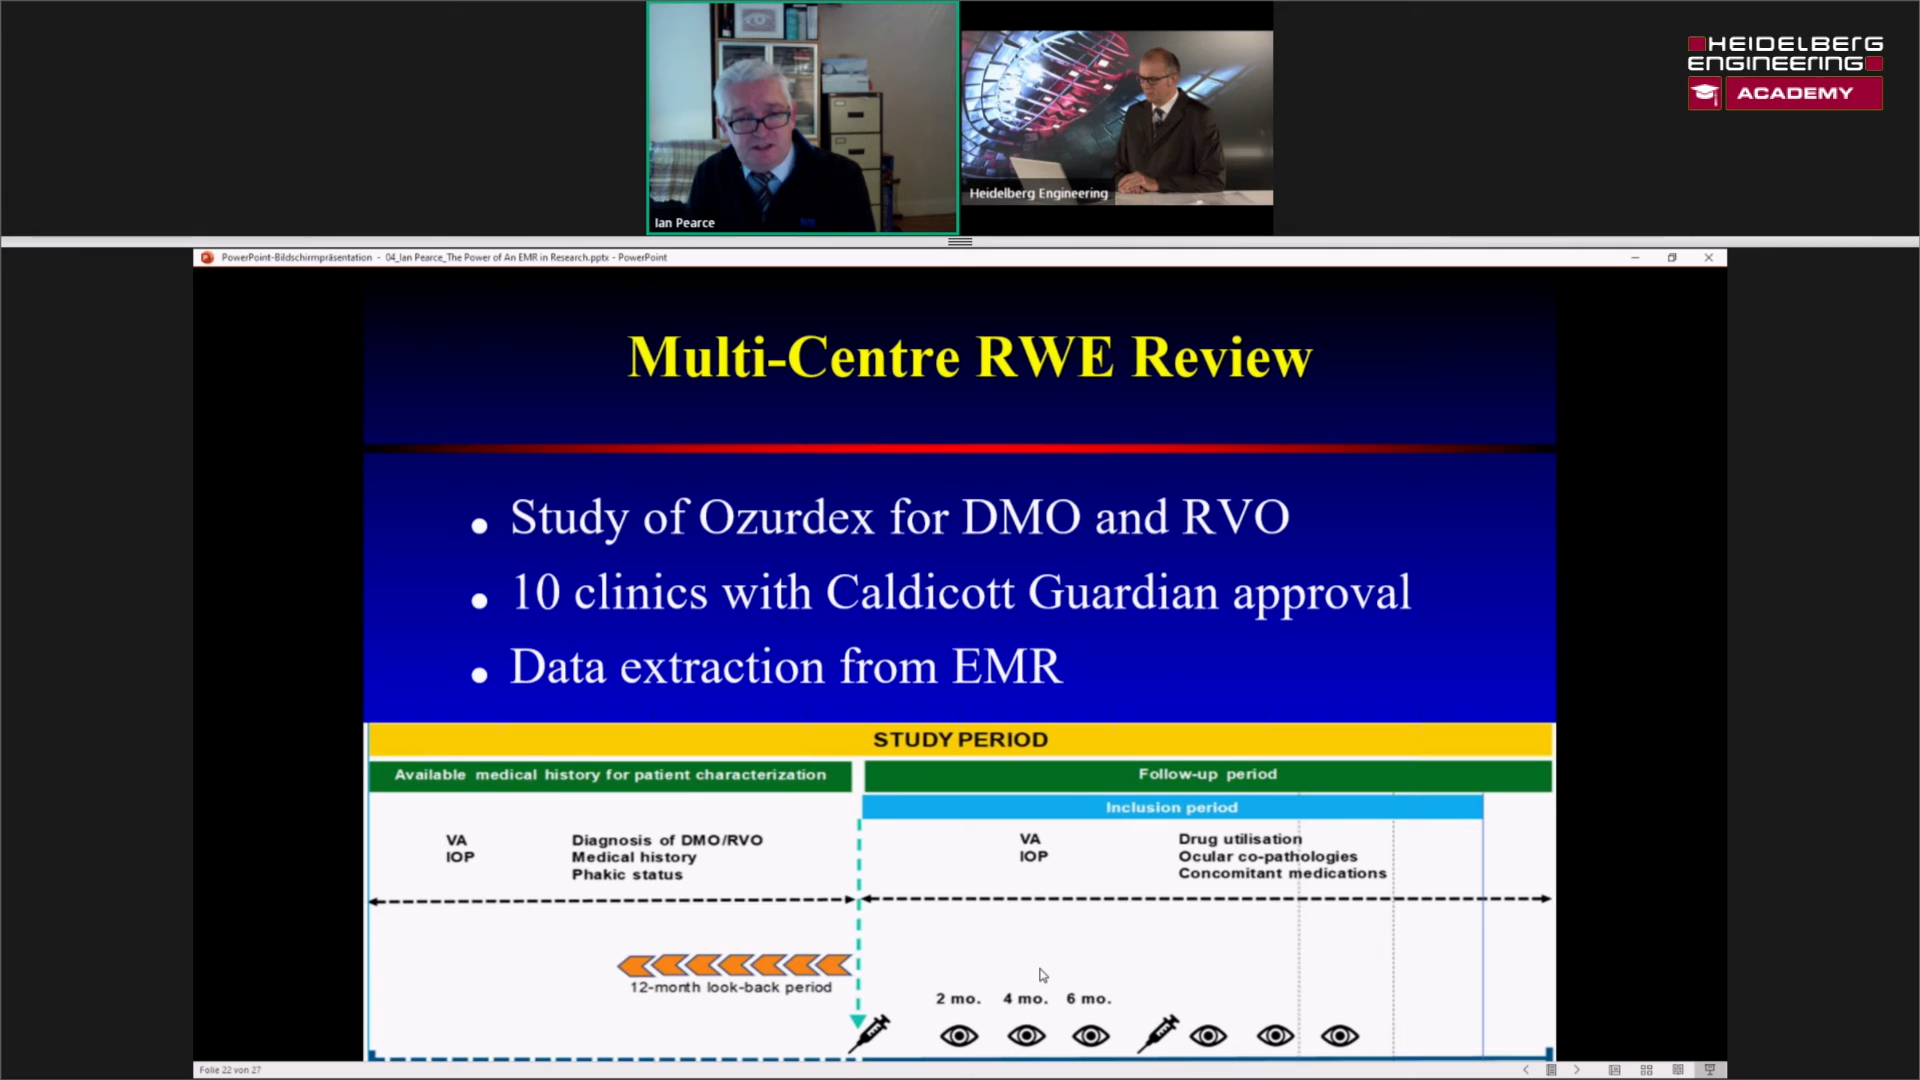 HEIDELBERG
ENGINEERING
ACADEMY
Ian Pearce
Heidelberg Engineering
PowerPoint-Bildschirmpräsentation - 04_Ian Pearce_The Power of An EMR in Research.pptx - PowerPoint
Multi-Centre RWE Review
• Study of Ozurdex for DMO and RVO
• 10 clinics with Caldicott Guardian approval
• Data extraction from EMR
STUDY PERIOD
Available medical history for patient characterization
Follow-up period
Inclusion period
VA
IOP
Diagnosis of DMO/RVO
Medical history
Phakic status
VA
IOP
Drug utilisation
Ocular co-pathologies
Concomitant medications
12-month look-back period
2 mo. 4 mo. 6 mo.
Folie 22 von 27